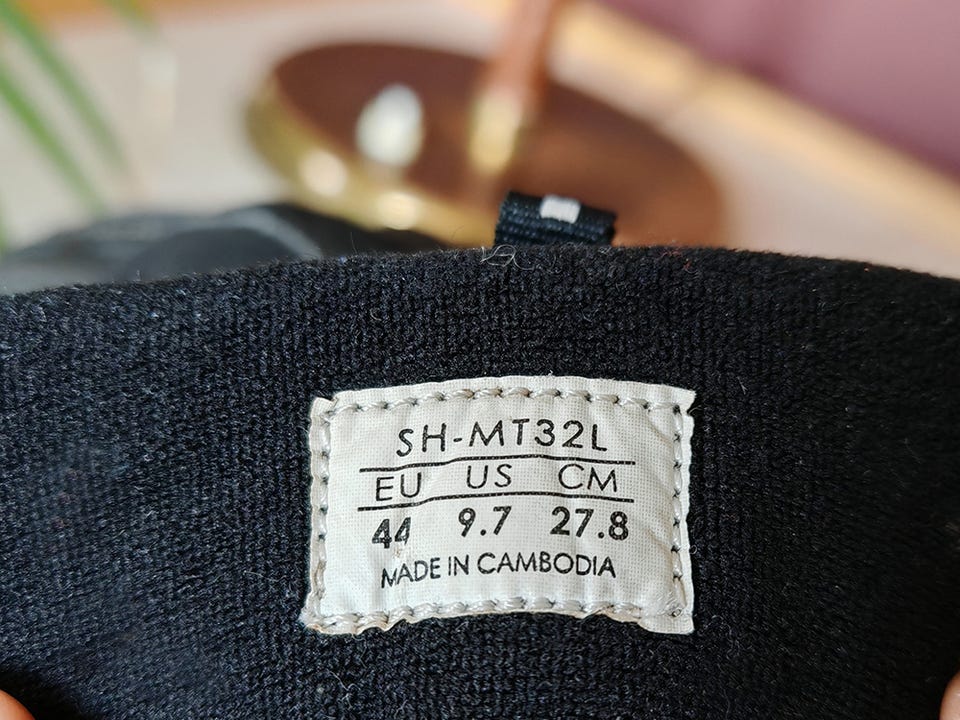 SH-MT32L
EU US CM
44 9.7 27.8
MADE IN CAMBODIA